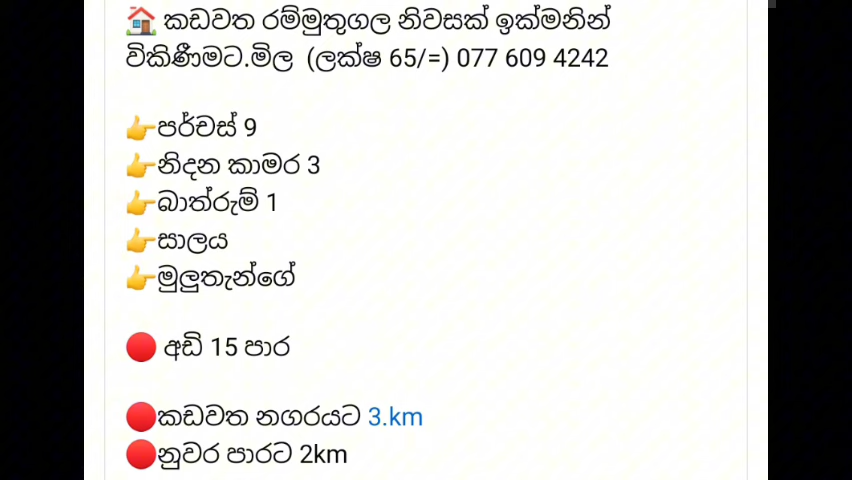 🏠 කඩවත රම්මුතුගල නිවසක් ඉක්මනින්
විකිණීමට.මිල (ලක්ෂ 65/=) 077 609 4242
👉පර්චස් 9
👉නිදන කාමර 3
👉බාත්රුම් 1
👉සාලය
👉මුලුතැන්ගේ
🔴 අඩි 15 පාර
🔴කඩවත නගරයට 3.km
🔴නුවර පාරට 2km